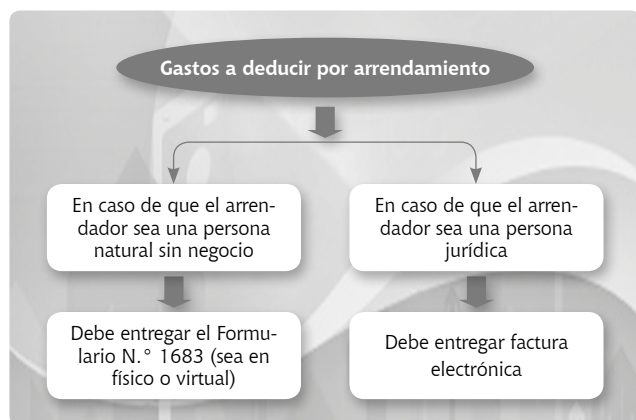 Gastos a deducir por arrendamiento
En caso de que el arren-
dador sea una persona
natural sin negocio
En caso de que el arren-
dador sea una persona
jurídica
Debe entregar el Formu-
lario N.° 1683 (sea en
físico o virtual)
Debe entregar factura
electrónica